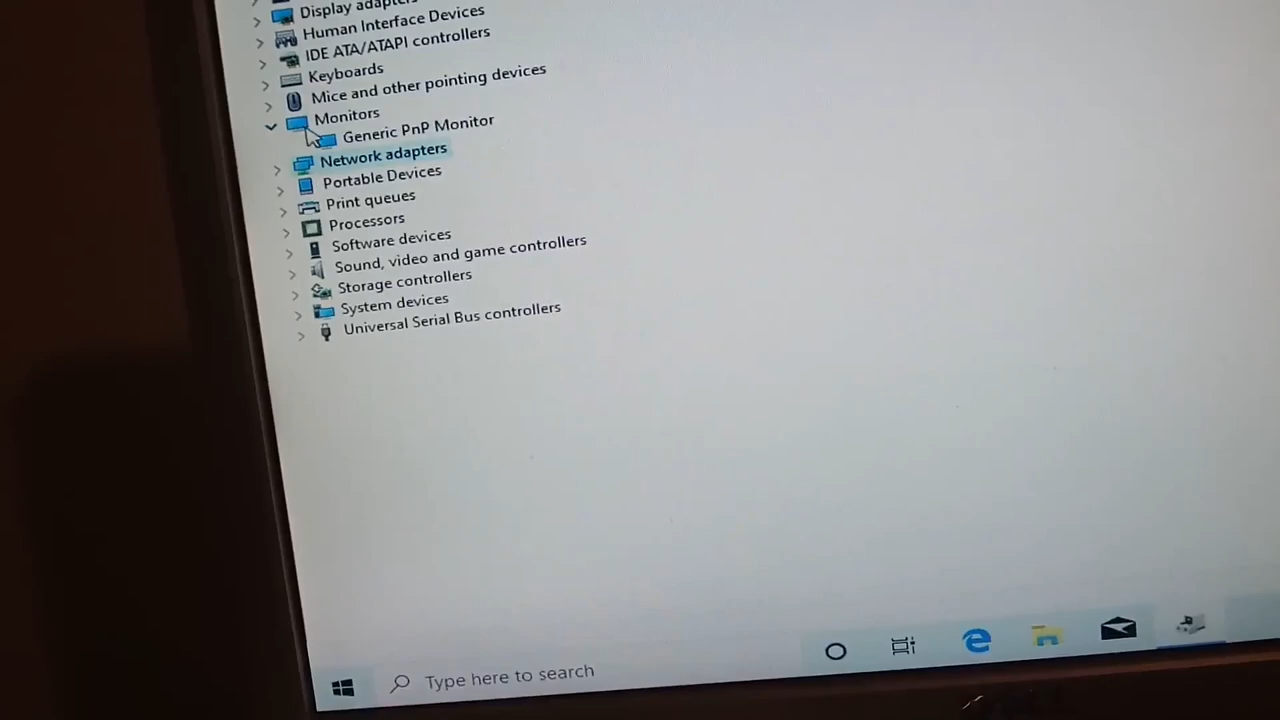 Display adapters
Human Interface Devices
IDE ATA/ATAPI controllers
Keyboards
Mice and other pointing devices
Monitors
Generic PnP Monitor
Network adapters
Portable Devices
Print queues
Processors
Software devices
Sound, video and game controllers
Storage controllers
System devices
Universal Serial Bus controllers
Type here to search